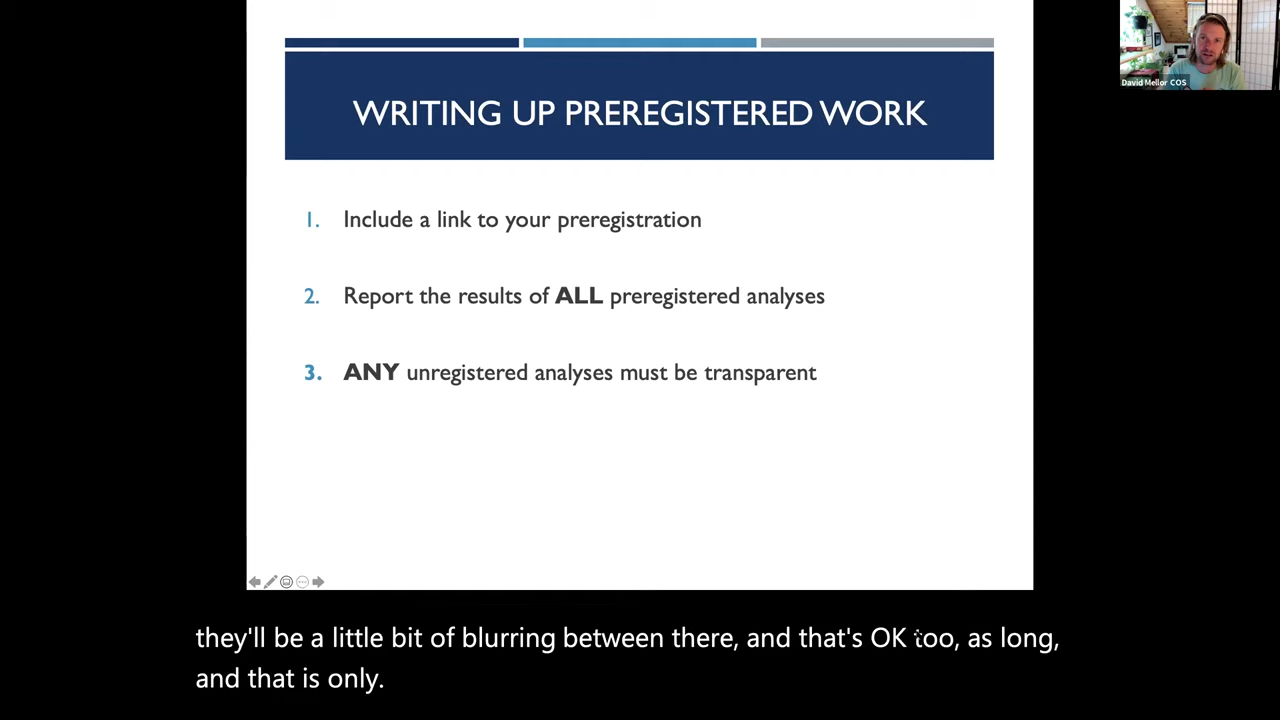 David Mellor COS
WRITING UP PREREGISTERED WORK
1. Include a link to your preregistration
2. Report the results of ALL preregistered analyses
3. ANY unregistered analyses must be transparent
they'll be a little bit of blurring between there, and that's OK too, as long,
and that is only.